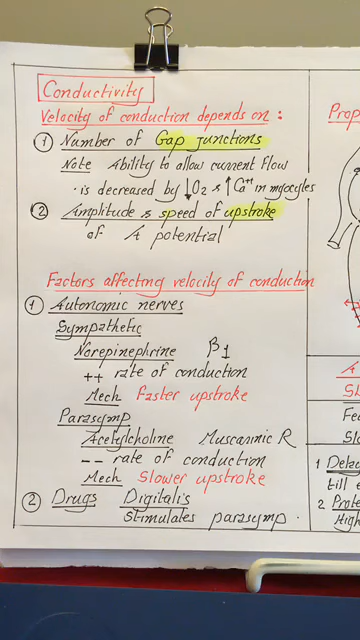 Conductivity
Velocity of conduction depends on :
① Number of Gap junctions
Note Ability to allow current flow
· is decreased by ↓O2 & ↑Ca++ in myocytes
② Amplitude & speed of upstroke
of A potential
Factors affecting velocity of conduction
① Autonomic nerves
Sympathetic
Norepinephrine β1
++ rate of conduction
Mech Faster upstroke
Parasymp
Acetylcholine Muscarinic R
-- rate of conduction
Mech Slower upstroke
② Drugs Digitalis
stimulates parasymp .
Prop
A
Fe
1
till
2 Prote
High